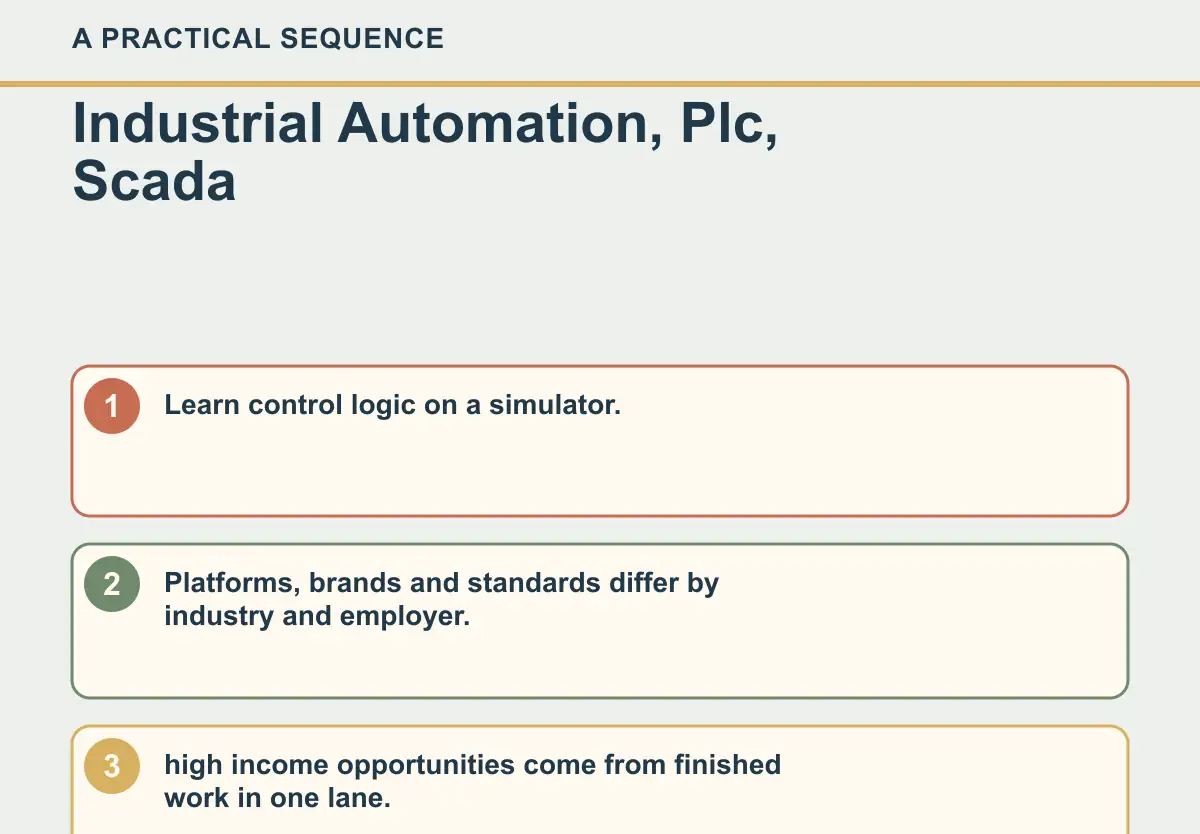 A PRACTICAL SEQUENCE
Industrial Automation, Plc,
Scada
1
Learn control logic on a simulator.
2
Platforms, brands and standards differ by
industry and employer.
3
high income opportunities come from finished
work in one lane.